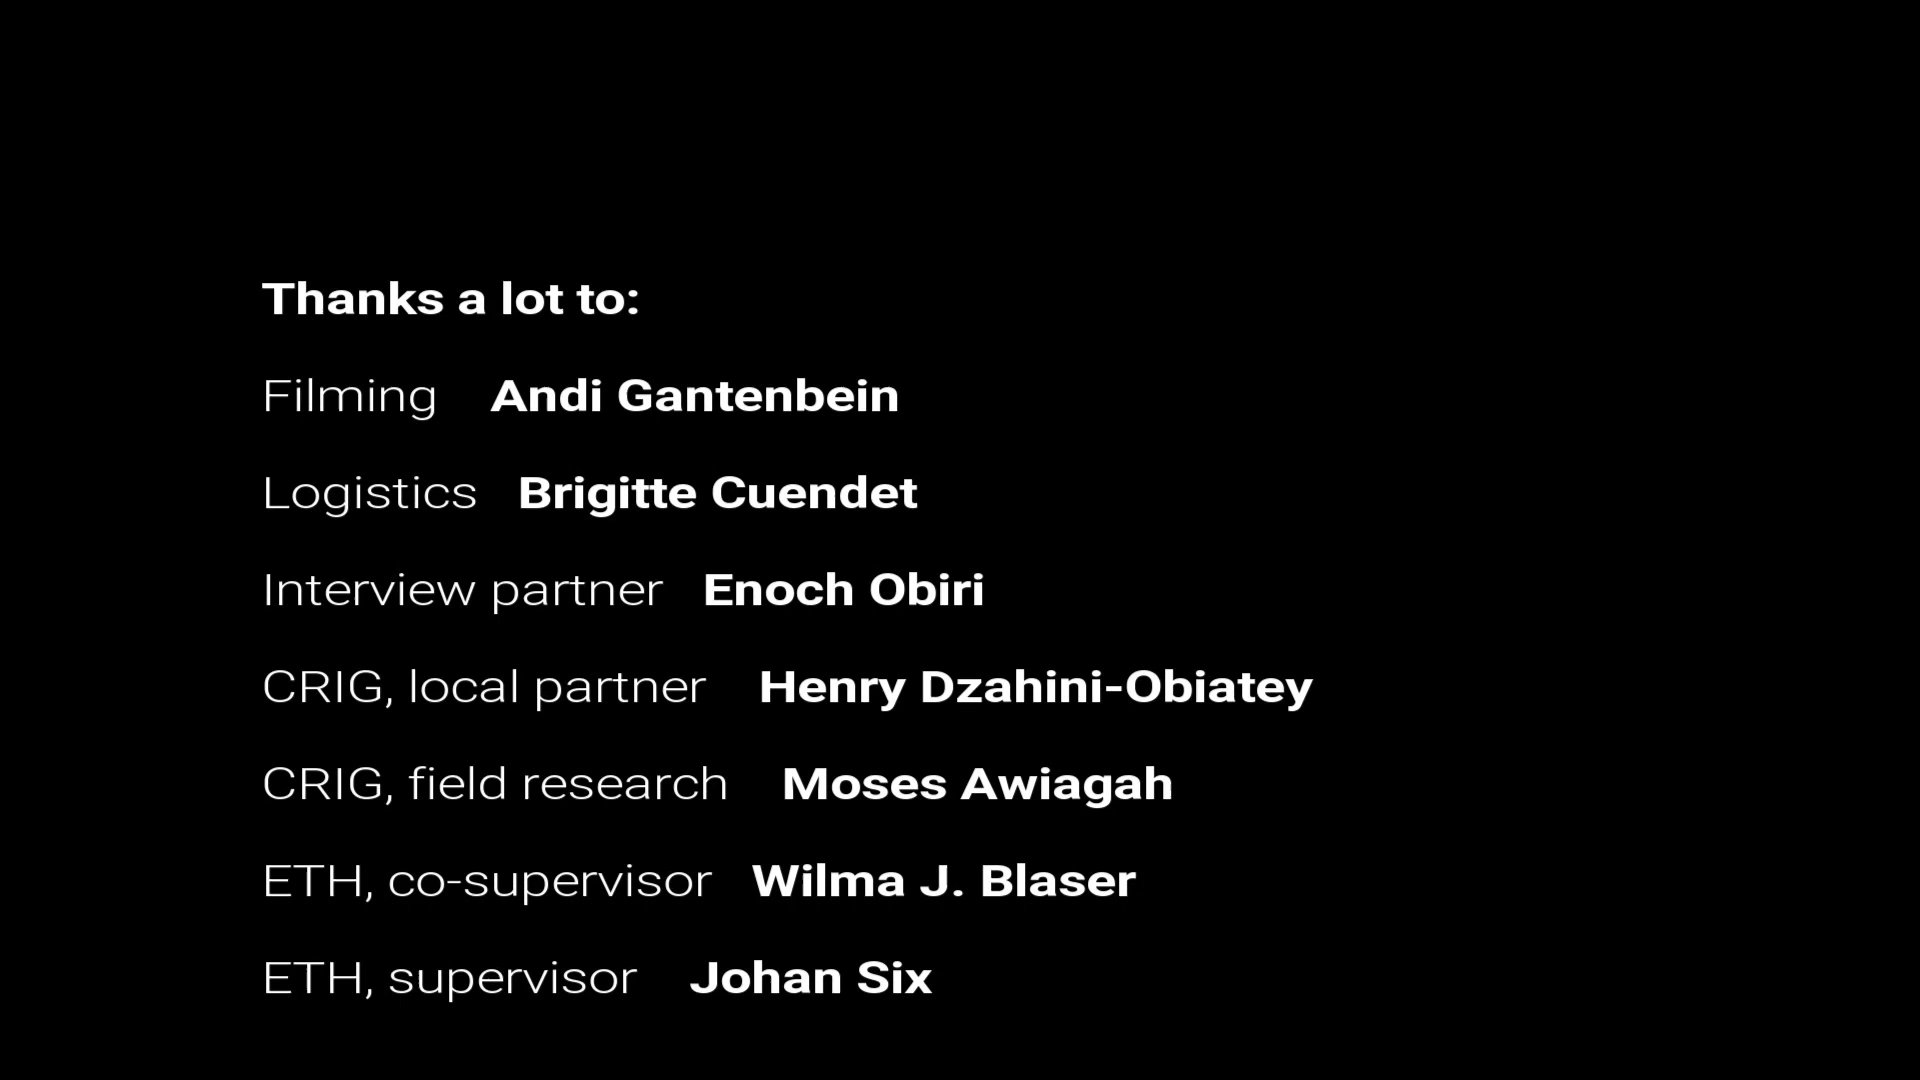 Thanks a lot to:
Filming Andi Gantenbein
Logistics Brigitte Cuendet
Interview partner Enoch Obiri
CRIG, local partner Henry Dzahini-Obiatey
CRIG, field research Moses Awiagah
ETH, co-supervisor Wilma J. Blaser
ETH, supervisor Johan Six